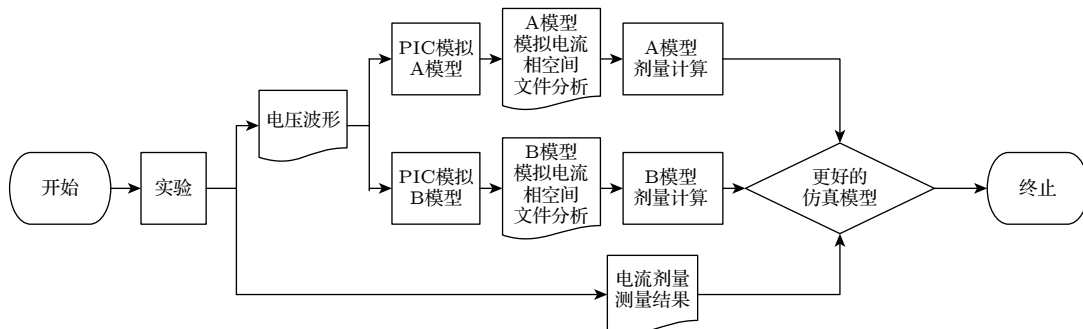 开始
实验
电压波形
PIC模拟
A模型
A模型
模拟电流
相空间
文件分析
A模型
剂量计算
PIC模拟
B模型
B模型
模拟电流
相空间
文件分析
B模型
剂量计算
电流剂量
测量结果
更好的
仿真模型
终止